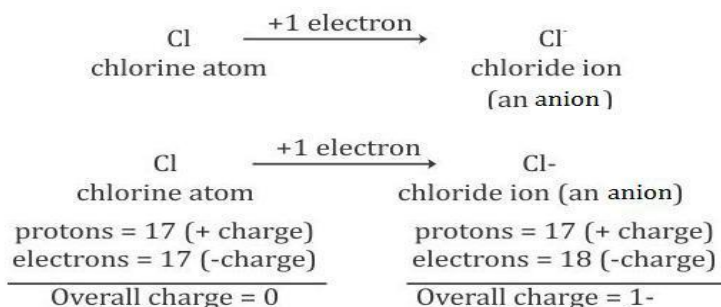 +1 electron
Cl Cl⁻
chlorine atom chloride ion
(an anion)
+1 electron
Cl Cl-
chlorine atom chloride ion (an anion)
protons = 17 (+ charge) protons = 17 (+ charge)
electrons = 17 (-charge) electrons = 18 (-charge)
Overall charge = 0 Overall charge = 1-